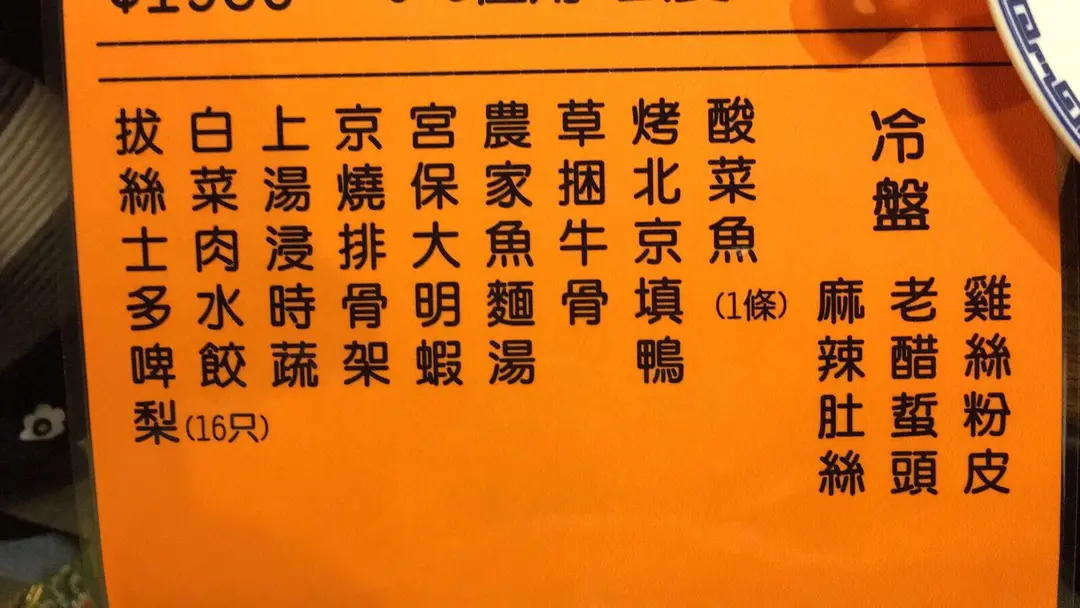 冷盤
雞絲粉皮
老醋蜇頭
麻辣肚絲
酸菜魚(1條)
烤北京填鴨
草捆牛骨
農家魚麵湯
宮保大明蝦
京燒排骨架
上湯浸時蔬
白菜肉水餃(16只)
拔絲士多啤梨